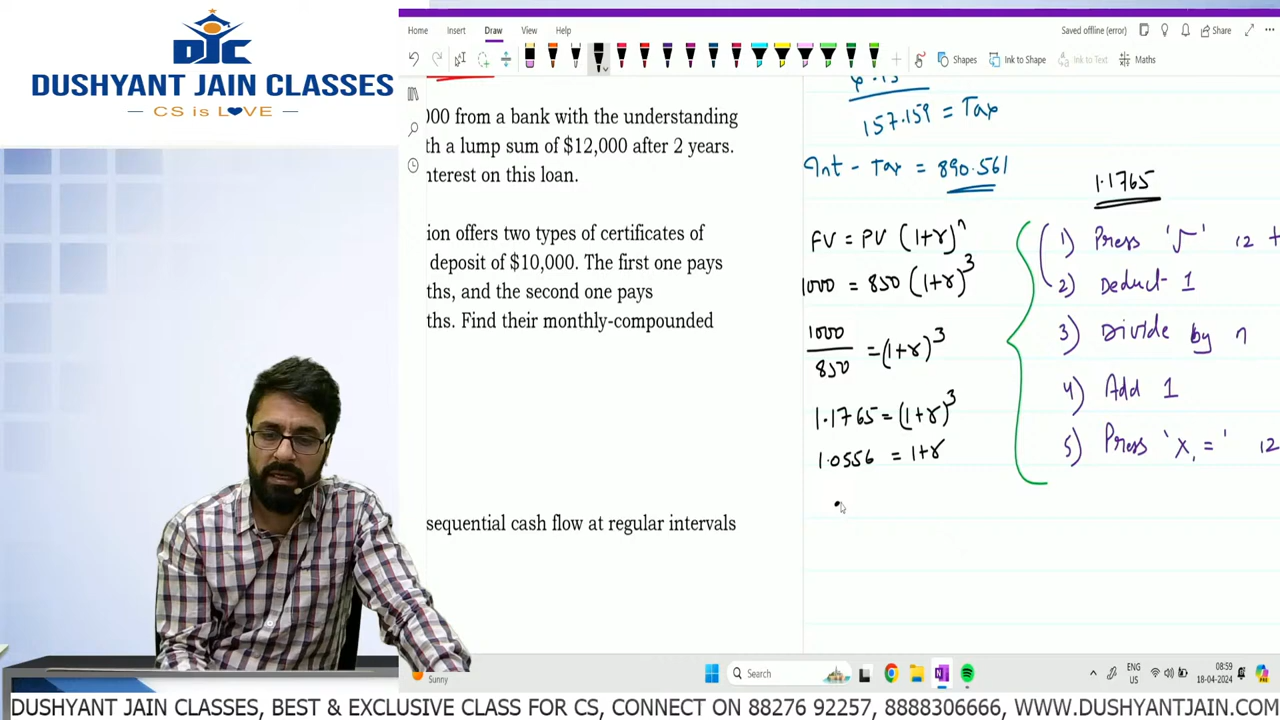 DJC
DUSHYANT JAIN CLASSES
CS is L VE
Home Insert Draw View Help
Saved offline (error)
Share
Shapes
Ink to Shape
Ink to Text
Maths
000 from a bank with the understanding
th a lump sum of $12,000 after 2 years.
nterest on this loan.
ion offers two types of certificates of
deposit of $10,000. The first one pays
ths, and the second one pays
ths. Find their monthly-compounded
sequential cash flow at regular intervals
157.159 = Tax
Int - Tax = 890.561
FV = PV (1+r)^n
1000 = 850 (1+r)^3
1000
850
=(1+r)^3
1.1765=(1+r)^3
1.0556 = 1+r
1.1765
1) Press '√' 12 t
2) Deduct 1
3) Divide by n
4) Add 1
5) Press 'x, =' 12
Sunny
Search
ENG
US
08:59
18-04-2024
DUSHYANT JAIN CLASSES, BEST & EXCLUSIVE CLASS FOR CS, CONNECT ON 88276 92257, 8888306666, WWW.DUSHYANTJAIN.COM